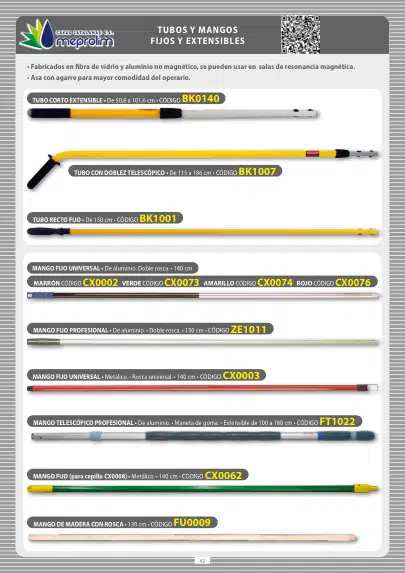 CAYAC CATALANAS S.L.
meprolim
TUBOS Y MANGOS
FIJOS Y EXTENSIBLES
• Fabricados en fibra de vidrio y aluminio no magnético, se pueden usar en salas de resonancia magnética.
• Asa con agarre para mayor comodidad del operario.
TUBO CORTO EXTENSIBLE • De 50,8 a 101,6 cm • CÓDIGO BK0140
TUBO CON DOBLEZ TELESCÓPICO • De 115 a 186 cm • CÓDIGO BK1007
TUBO RECTO FIJO • De 150 cm • CÓDIGO BK1001
MANGO FIJO UNIVERSAL • De aluminio. Doble rosca. • 140 cm
MARRÓN CÓDIGO CX0002 VERDE CÓDIGO CX0073 AMARILLO CÓDIGO CX0074 ROJO CÓDIGO CX0076
MANGO FIJO PROFESIONAL • De aluminio. • Doble rosca. • 150 cm • CÓDIGO ZE1011
MANGO FIJO UNIVERSAL • Metálico. • Rosca universal. • 140 cm • CÓDIGO CX0003
MANGO TELESCÓPICO PROFESIONAL • De aluminio. • Maneta de goma. • Extensible de 100 a 180 cm • CÓDIGO FT1022
MANGO FIJO (para cepillo CX0008) • Metálico • 140 cm • CÓDIGO CX0062
MANGO DE MADERA CON ROSCA • 130 cm • CÓDIGO FU0009
82